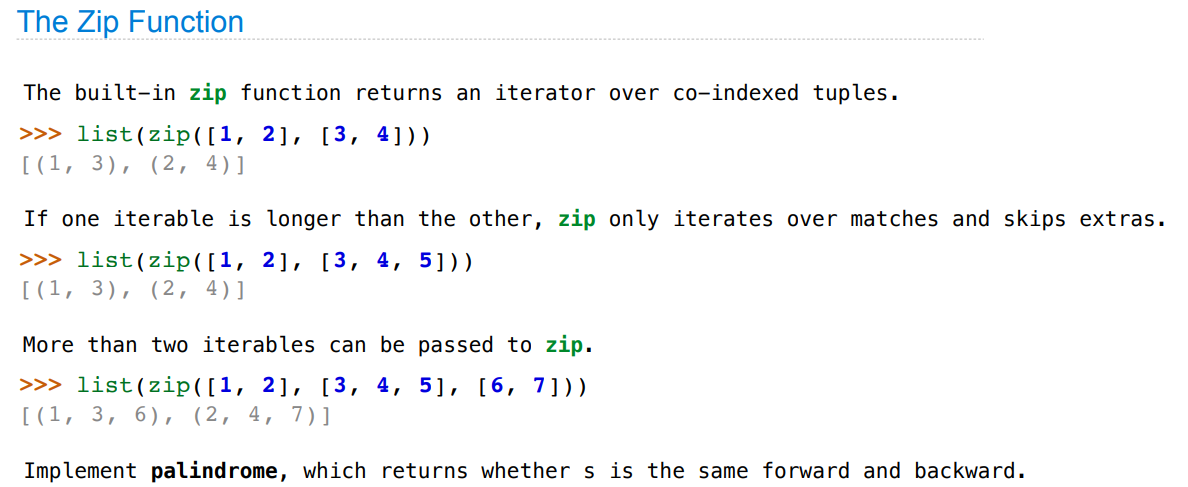 The Zip Function
The built-in zip function returns an iterator over co-indexed tuples.
>>> list(zip([1, 2], [3, 4]))
[(1, 3), (2, 4)]
If one iterable is longer than the other, zip only iterates over matches and skips extras.
>>> list(zip([1, 2], [3, 4, 5]))
[(1, 3), (2, 4)]
More than two iterables can be passed to zip.
>>> list(zip([1, 2], [3, 4, 5], [6, 7]))
[(1, 3, 6), (2, 4, 7)]
Implement palindrome, which returns whether s is the same forward and backward.